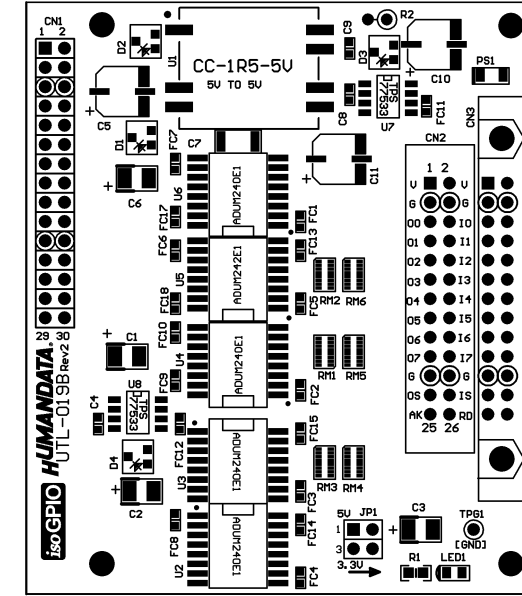 CN1
1 2
29 30
D2
C5
D1
C6
FC7
C7
U1
CC-1R5-5V
5V TO 5V
C9
R2
D3
C10
PS1
C8
TPS
77533
U7
FC11
CN3
CN2
1 2
V V
G G
O0 I0
O1 I1
O2 I2
O3 I3
O4 I4
O5 I5
O6 I6
O7 I7
G G
OS IS
AK RD
25 26
C11
U6
ADUM240E1
FC17
FC6
FC1
FC13
U5
ADUM242E1
FC18
FC10
FC5
RM2 RM6
U4
ADUM240E1
FC9
FC2
RM1 RM5
C1
U8
TPS
77533
C4
D4
C2
FC12
U3
ADUM240E1
FC15
FC3
RM3 RM4
FC8
U2
ADUM240E1
FC14
FC4
HUMANDATA.
UTL-019B Rev2
isoGPIO
5V JP1
1
3
3.3V
C3
TPG1
[GND]
R1
LED1